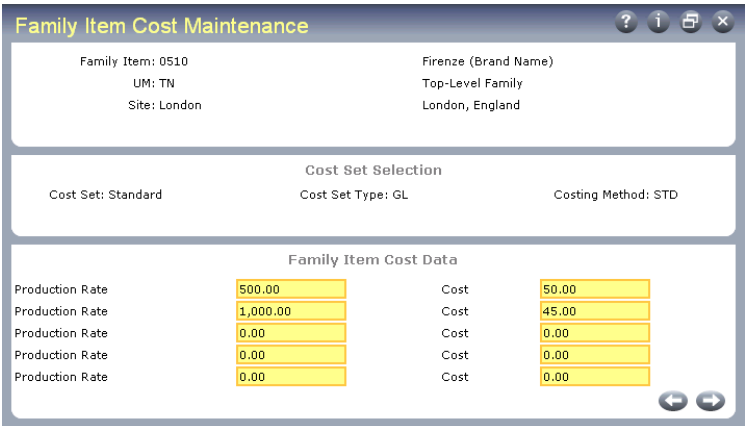 Family Item Cost Maintenance
Family Item: 0510 Firenze (Brand Name)
UM: TN Top-Level Family
Site: London London, England
Cost Set Selection
Cost Set: Standard Cost Set Type: GL Costing Method: STD
Family Item Cost Data
Production Rate 500.00 Cost 50.00
Production Rate 1,000.00 Cost 45.00
Production Rate 0.00 Cost 0.00
Production Rate 0.00 Cost 0.00
Production Rate 0.00 Cost 0.00